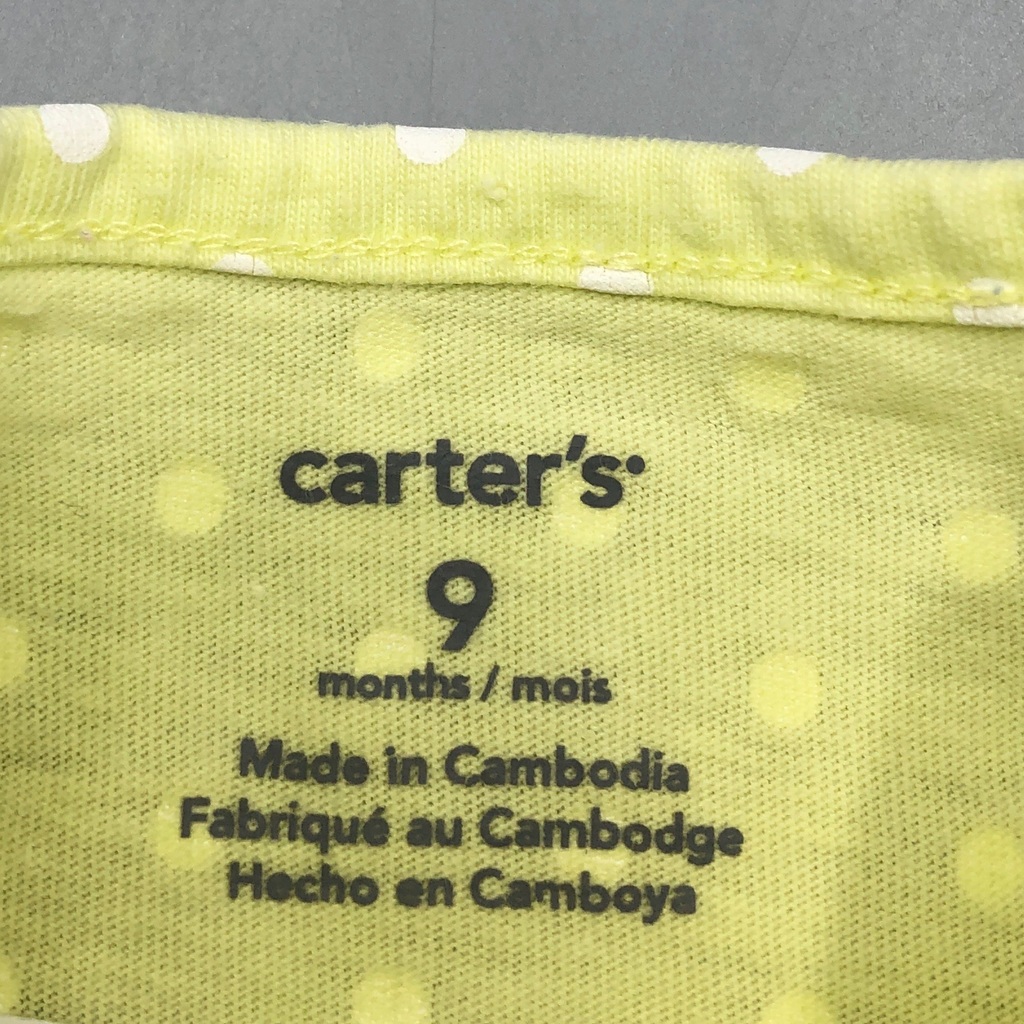 carter's
9
months / mois
Made in Cambodia
Fabriqué au Cambodge
Hecho en Camboya